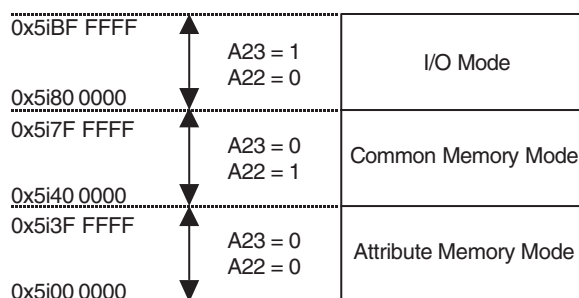 0x5iBF FFFF
A23 = 1
A22 = 0
I/O Mode
0x5i80 0000
0x5i7F FFFF
A23 = 0
A22 = 1
Common Memory Mode
0x5i40 0000
0x5i3F FFFF
A23 = 0
A22 = 0
Attribute Memory Mode
0x5i00 0000